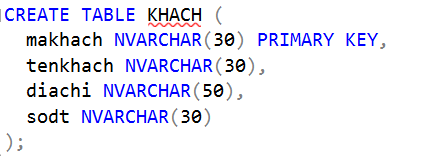 CREATE TABLE KHACH (
makhach NVARCHAR(30) PRIMARY KEY,
tenkhach NVARCHAR(30),
diachi NVARCHAR(50),
sodt NVARCHAR(30)
);